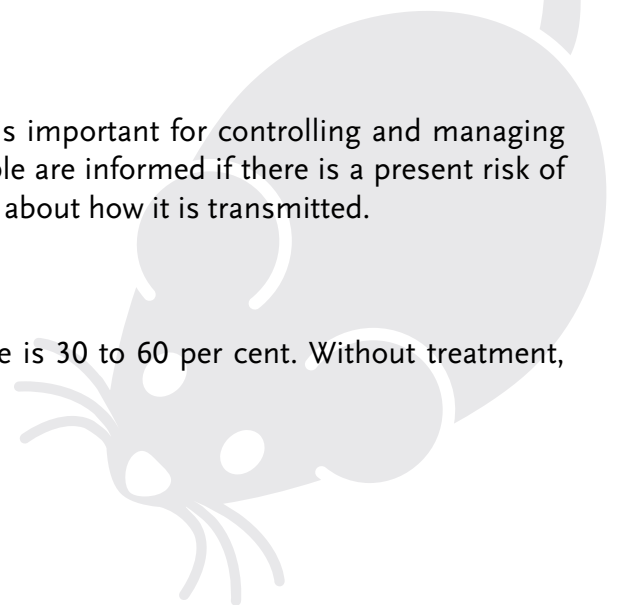 s important for controlling and managing
le are informed if there is a present risk of
about how it is transmitted.
e is 30 to 60 per cent. Without treatment,